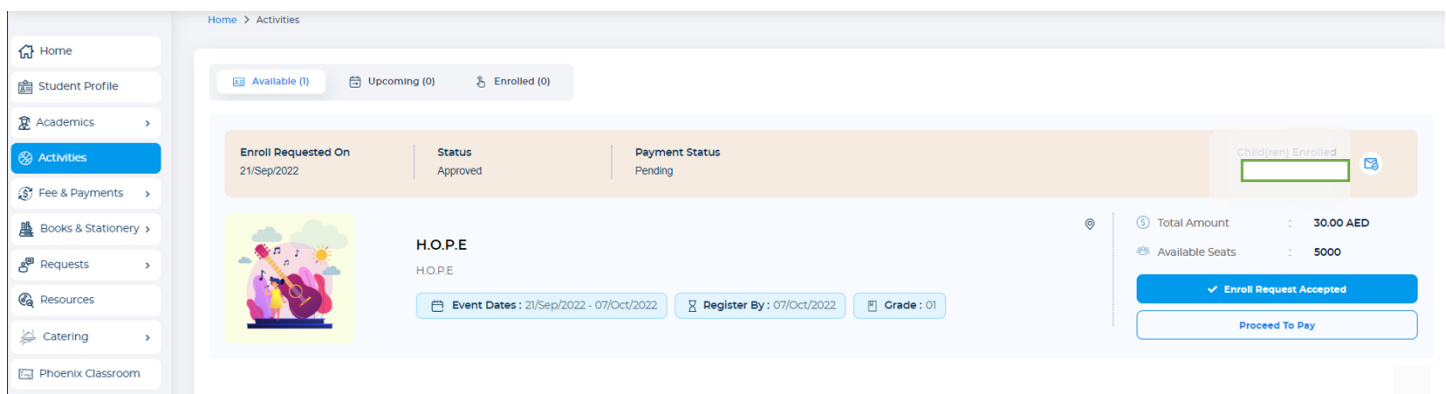 Home > Activities
Home
Student Profile
Academics
Activities
Fee & Payments
Books & Stationery
Requests
Resources
Catering
Phoenix Classroom
Available (1) Upcoming (0) Enrolled (0)
Enroll Requested On Status Payment Status Child(ren) Enrolled
21/Sep/2022 Approved Pending
H.O.P.E
H.O.P.E
Event Dates : 21/Sep/2022 - 07/Oct/2022 Register By : 07/Oct/2022 Grade : 01
Total Amount : 30.00 AED
Available Seats : 5000
Enroll Request Accepted
Proceed To Pay